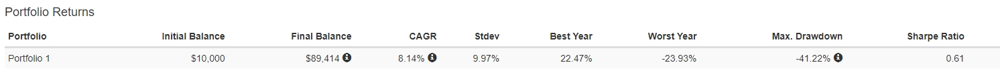 Portfolio Returns
Portfolio Initial Balance Final Balance CAGR Stdev Best Year Worst Year Max. Drawdown Sharpe Ratio
Portfolio 1 $10,000 $89,414 8.14% 9.97% 22.47% -23.93% -41.22% 0.61